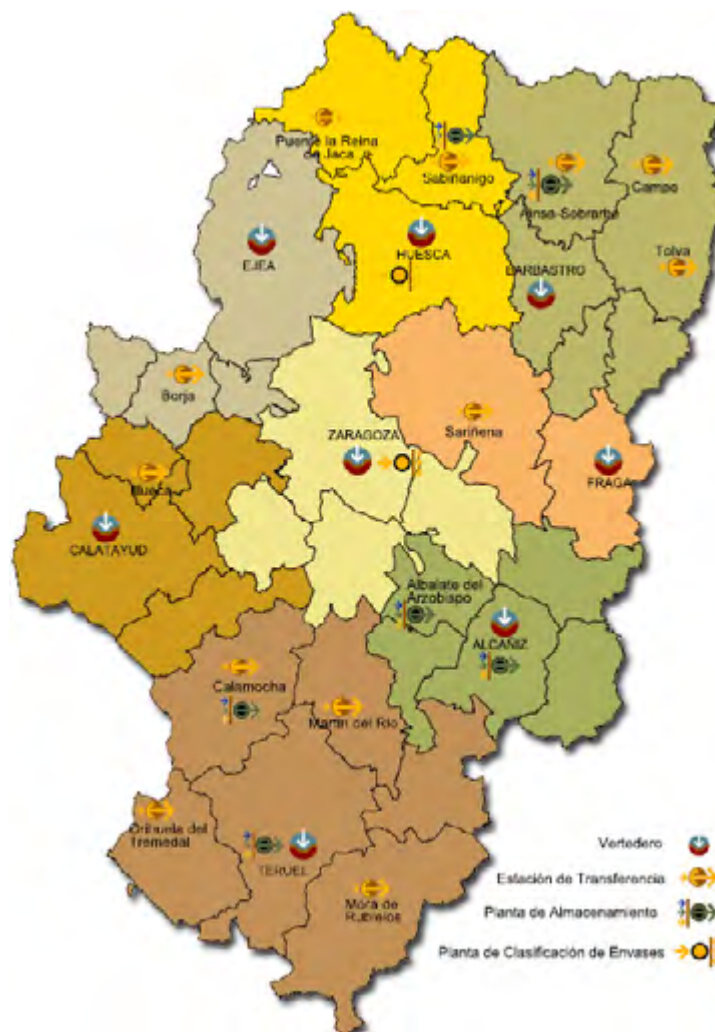 Puente la Reina
de Jaca
Sabiñanigo
Ainsa-Sobrarbe
Campo
Tolva
EJEA
HUESCA
BARBASTRO
Borja
ZARAGOZA
Sariñena
FRAGA
CALATAYUD
Albalate del
Arzobispo
ALCAÑIZ
Calamocha
Martin del Rio
Orihuela del
Tremedal
TERUEL
Mora de
Rubielos
Vertedero
Estación de Transferencia
Planta de Almacenamiento
Planta de Clasificación de Envases